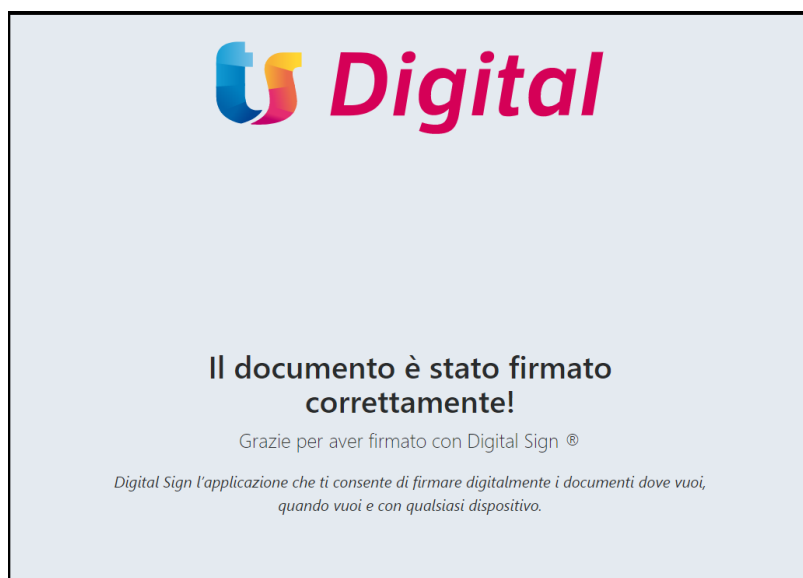 ts Digital
Il documento è stato firmato
correttamente!
Grazie per aver firmato con Digital Sign ®
Digital Sign l'applicazione che ti consente di firmare digitalmente i documenti dove vuoi,
quando vuoi e con qualsiasi dispositivo.